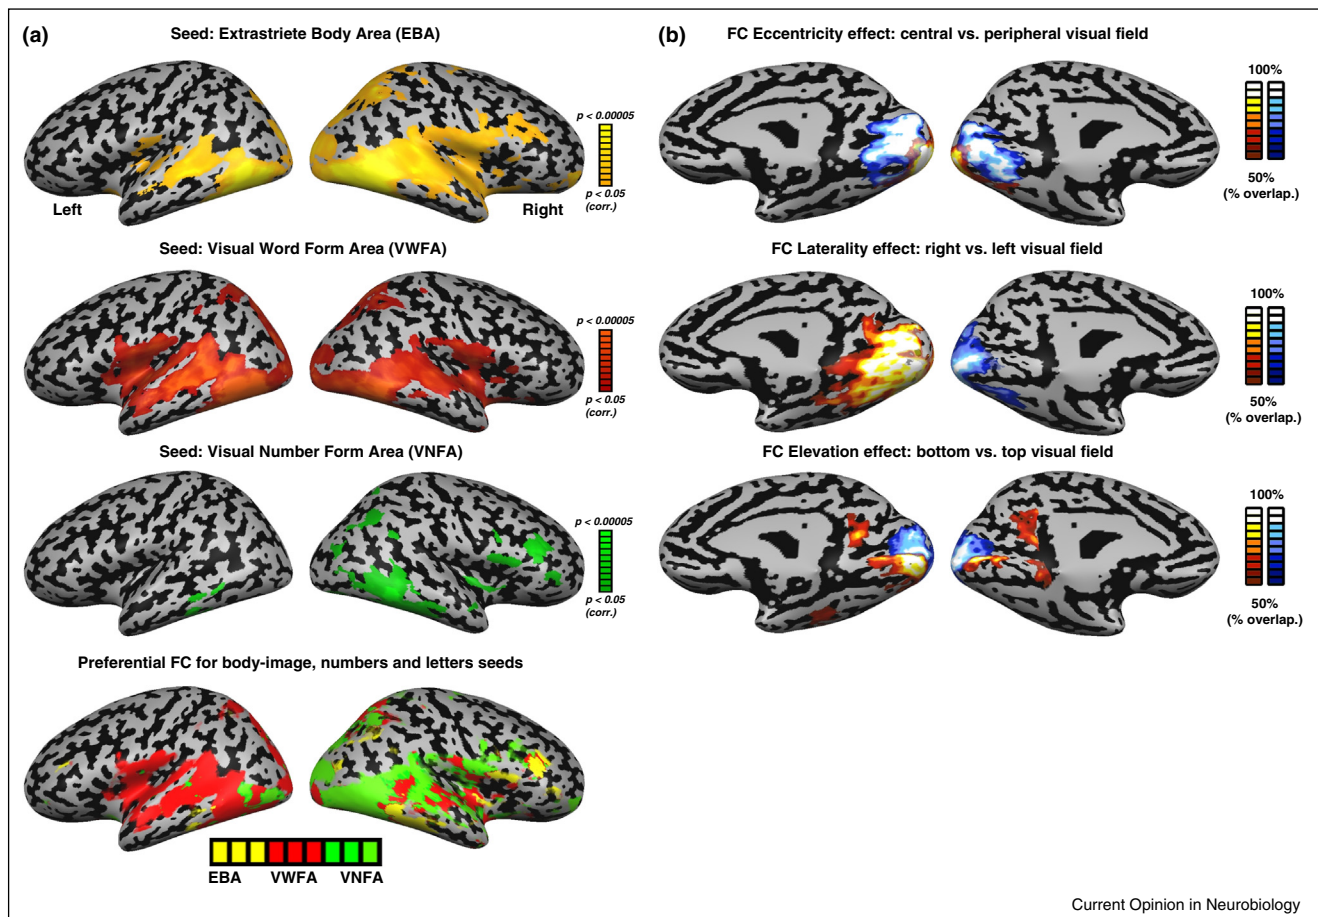 (a)
Seed: Extrastriete Body Area (EBA)
p < 0.00005
p < 0.05
(corr.)
Left
Right
Seed: Visual Word Form Area (VWFA)
p < 0.00005
p < 0.05
(corr.)
Seed: Visual Number Form Area (VNFA)
p < 0.00005
p < 0.05
(corr.)
Preferential FC for body-image, numbers and letters seeds
EBA VWFA VNFA
(b)
FC Eccentricity effect: central vs. peripheral visual field
100%
50%
(% overlap.)
FC Laterality effect: right vs. left visual field
100%
50%
(% overlap.)
FC Elevation effect: bottom vs. top visual field
100%
50%
(% overlap.)
Current Opinion in Neurobiology